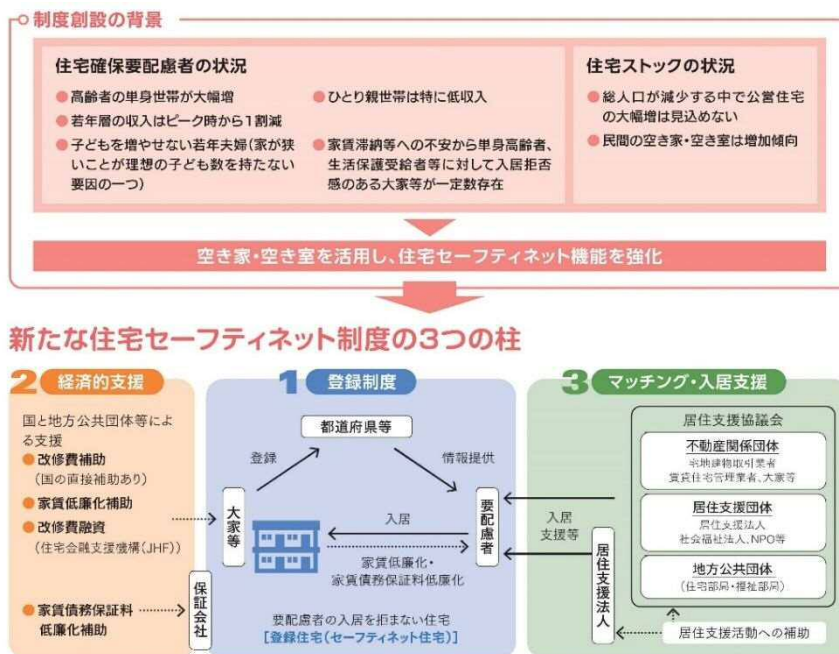 制度創設の背景
住宅確保要配慮者の状況
● 高齢者の単身世帯が大幅増
● 若年層の収入はピーク時から1割減
● 子どもを増やせない若年夫婦(家が狭
いことが理想の子ども数を持たない
要因の一つ)
● ひとり親世帯は特に低収入
● 家賃滞納等への不安から単身高齢者、
生活保護受給者等に対して入居拒否
感のある大家等が一定数存在
住宅ストックの状況
● 総人口が減少する中で公営住宅
の大幅増は見込めない
● 民間の空き家・空き室は増加傾向
空き家・空き室を活用し、住宅セーフティネット機能を強化
新たな住宅セーフティネット制度の3つの柱
2 経済的支援
国と地方公共団体等によ
る支援
● 改修費補助
(国の直接補助あり)
● 家賃低廉化補助
● 改修費融資
(住宅金融支援機構(JHF))
● 家賃債務保証料
低廉化補助
1 登録制度
都道府県等
登録
情報提供
大家等
要配慮者
入居
家賃低廉化・
家賃債務保証料低廉化
保証会社
要配慮者の入居を拒まない住宅
[登録住宅(セーフティネット住宅)]
3 マッチング・入居支援
居住支援協議会
不動産関係団体
宅地建物取引業者
賃貸住宅管理業者、大家等
居住支援団体
居住支援法人
社会福祉法人、NPO等
地方公共団体
(住宅部局・福祉部局)
入居
支援等
居住支援法人
居住支援活動への補助